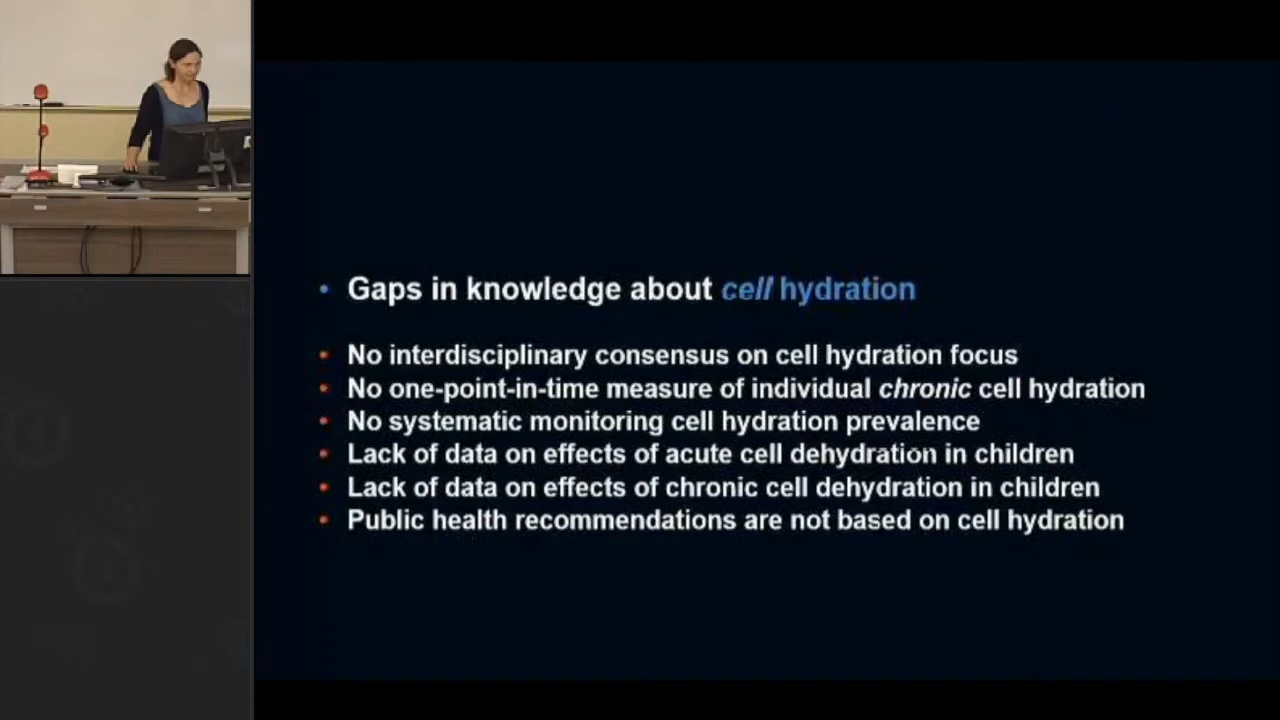 Gaps in knowledge about cell hydration
No interdisciplinary consensus on cell hydration focus
No one-point-in-time measure of individual chronic cell hydration
No systematic monitoring cell hydration prevalence
Lack of data on effects of acute cell dehydration in children
Lack of data on effects of chronic cell dehydration in children
Public health recommendations are not based on cell hydration